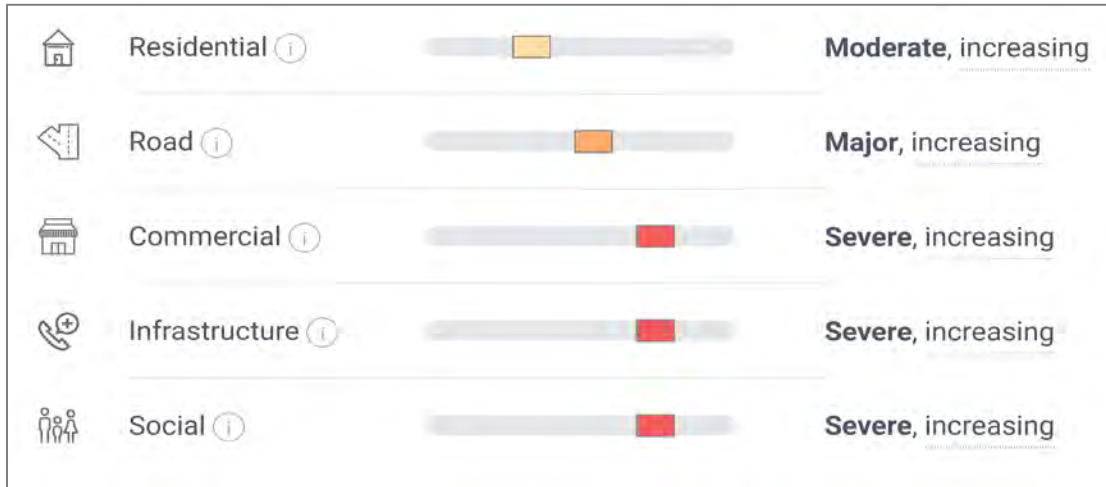 Residential i Moderate, increasing
Road i Major, increasing
Commercial i Severe, increasing
Infrastructure i Severe, increasing
Social i Severe, increasing